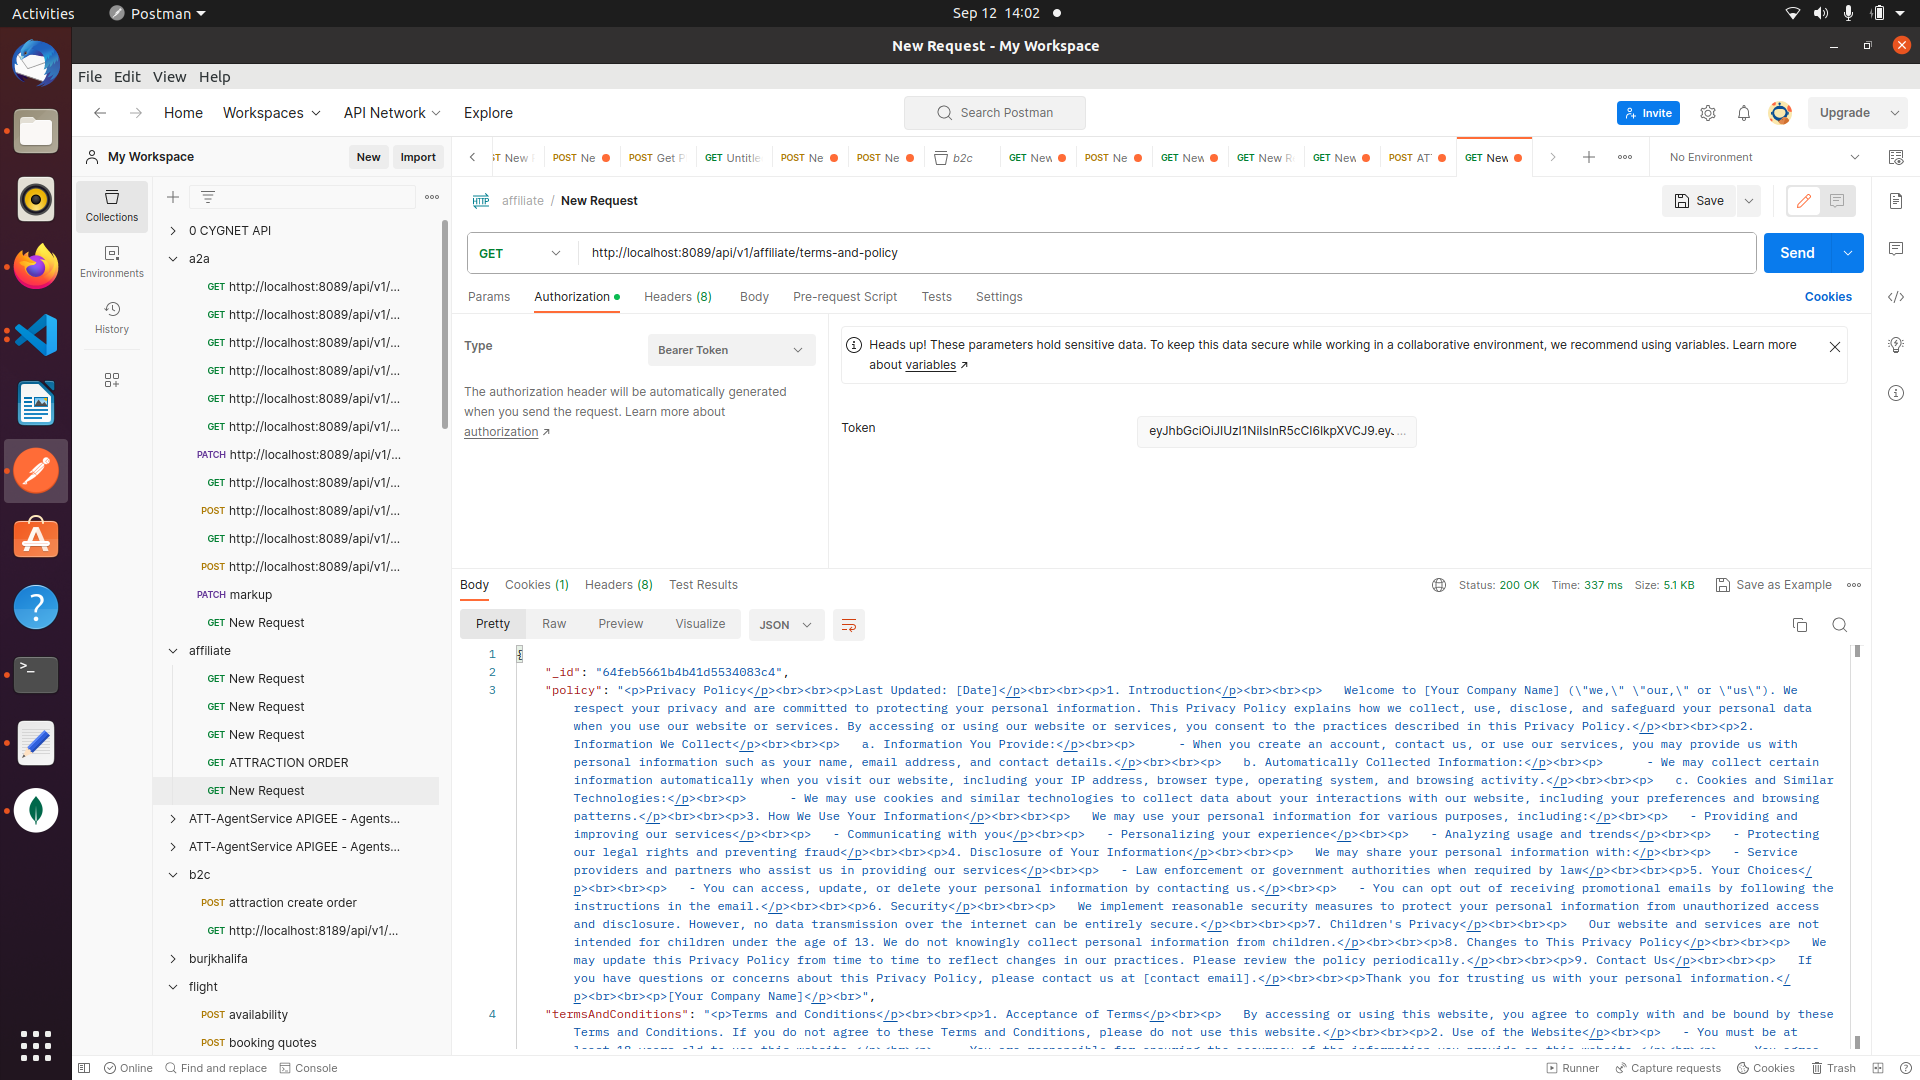 Activities
Postman
Sep 12 14:02
New Request - My Workspace
File Edit View Help
Home Workspaces API Network Explore
Search Postman
Invite
Upgrade
My Workspace
New
Import
ST New
POST Ne
POST Get P
GET Untitle
POST Ne
POST Ne
b2c
GET New
POST Ne
GET New
GET New R
GET New
POST AT
GET New
No Environment
Collections
Environments
History
0 CYGNET API
a2a
GET http://localhost:8089/api/v1/...
GET http://localhost:8089/api/v1/...
GET http://localhost:8089/api/v1/...
GET http://localhost:8089/api/v1/...
GET http://localhost:8089/api/v1/...
GET http://localhost:8089/api/v1/...
PATCH http://localhost:8089/api/v1/...
GET http://localhost:8089/api/v1/...
POST http://localhost:8089/api/v1/...
GET http://localhost:8089/api/v1/...
POST http://localhost:8089/api/v1/...
PATCH markup
GET New Request
affiliate
GET New Request
GET New Request
GET New Request
GET ATTRACTION ORDER
GET New Request
ATT-AgentService APIGEE - Agents...
ATT-AgentService APIGEE - Agents...
b2c
POST attraction create order
GET http://localhost:8189/api/v1/...
burjkhalifa
flight
POST availability
POST booking quotes
HTTP affiliate / New Request
Save
GET http://localhost:8089/api/v1/affiliate/terms-and-policy
Send
Params Authorization Headers (8) Body Pre-request Script Tests Settings
Cookies
Type
Bearer Token
The authorization header will be automatically generated
when you send the request. Learn more about
authorization ↗
Heads up! These parameters hold sensitive data. To keep this data secure while working in a collaborative environment, we recommend using variables. Learn more
about variables ↗
Token
eyJhbGciOiJIUzI1NiIsInR5cCI6IkpXVCJ9.eyJ...
Body Cookies (1) Headers (8) Test Results
Status: 200 OK Time: 337 ms Size: 5.1 KB
Save as Example
Pretty Raw Preview Visualize
JSON
1 {
2 "_id": "64feb5661b4b41d5534083c4",
3 "policy": "<p>Privacy Policy</p><br><br><p>Last Updated: [Date]</p><br><br><p>1. Introduction</p><br><br><p>   Welcome to [Your Company Name] (\"we,\" \"our,\" or \"us\"). We
respect your privacy and are committed to protecting your personal information. This Privacy Policy explains how we collect, use, disclose, and safeguard your personal data
when you use our website or services. By accessing or using our website or services, you consent to the practices described in this Privacy Policy.</p><br><br><p>2.
Information We Collect</p><br><br><p>   a. Information You Provide:</p><br><p>      - When you create an account, contact us, or use our services, you may provide us with
personal information such as your name, email address, and contact details.</p><br><br><p>   b. Automatically Collected Information:</p><br><p>      - We may collect certain
information automatically when you visit our website, including your IP address, browser type, operating system, and browsing activity.</p><br><br><p>   c. Cookies and Similar
Technologies:</p><br><p>      - We may use cookies and similar technologies to collect data about your interactions with our website, including your preferences and browsing
patterns.</p><br><br><p>3. How We Use Your Information</p><br><br><p>   We may use your personal information for various purposes, including:</p><br><p>   - Providing and
improving our services</p><br><p>   - Communicating with you</p><br><p>   - Personalizing your experience</p><br><p>   - Analyzing usage and trends</p><br><p>   - Protecting
our legal rights and preventing fraud</p><br><br><p>4. Disclosure of Your Information</p><br><br><p>   We may share your personal information with:</p><br><p>   - Service
providers and partners who assist us in providing our services</p><br><p>   - Law enforcement or government authorities when required by law</p><br><br><p>5. Your Choices</
p><br><br><p>   - You can access, update, or delete your personal information by contacting us.</p><br><p>   - You can opt out of receiving promotional emails by following the
instructions in the email.</p><br><br><p>6. Security</p><br><br><p>   We implement reasonable security measures to protect your personal information from unauthorized access
and disclosure. However, no data transmission over the internet can be entirely secure.</p><br><br><p>7. Children's Privacy</p><br><br><p>   Our website and services are not
intended for children under the age of 13. We do not knowingly collect personal information from children.</p><br><br><p>8. Changes to This Privacy Policy</p><br><br><p>   We
may update this Privacy Policy from time to time to reflect changes in our practices. Please review the policy periodically.</p><br><br><p>9. Contact Us</p><br><br><p>   If
you have questions or concerns about this Privacy Policy, please contact us at [contact email].</p><br><br><p>Thank you for trusting us with your personal information.</
p><br><br><p>[Your Company Name]</p><br>",
4 "termsAndConditions": "<p>Terms and Conditions</p><br><br><p>1. Acceptance of Terms</p><br><p>   By accessing or using this website, you agree to comply with and be bound by these
Terms and Conditions. If you do not agree to these Terms and Conditions, please do not use this website.</p><br><br><p>2. Use of the Website</p><br><p>   - You must be at
least 18 years old to use this website.</p><br><p>   - You are responsible for ensuring the accuracy of the information you provide on this website.</p><br><p>   - You agree
Online Find and replace Console
Runner Capture requests Cookies Trash